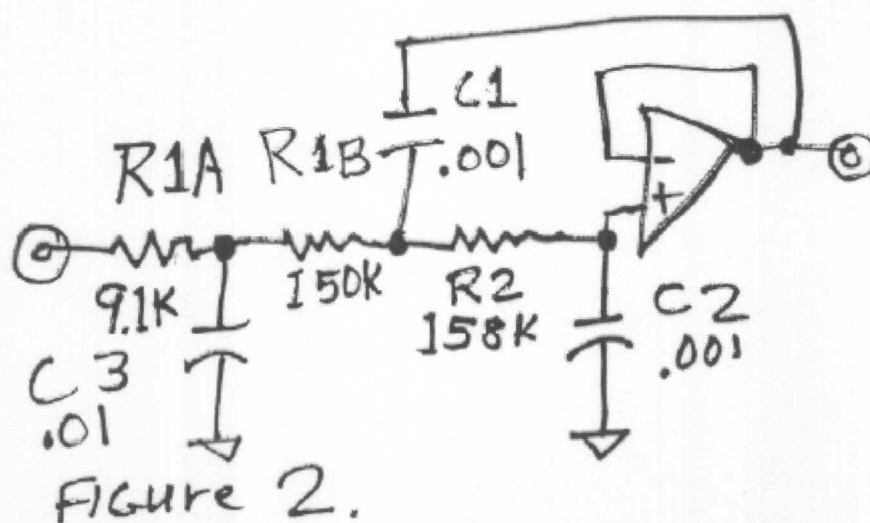 C1
.001
R1A
R1B
-
+
9.1K
150K
R2
158K
C2
.001
C3
.01
FIGURE 2.